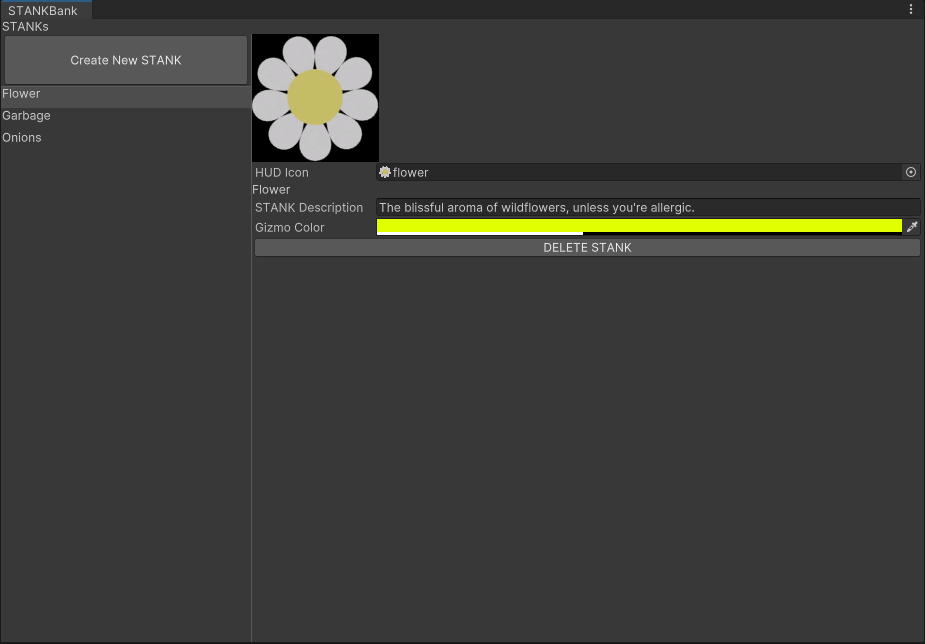 STANKBank
STANKs
Create New STANK
Flower
Garbage
Onions
HUD Icon flower
Flower
STANK Description The blissful aroma of wildflowers, unless you're allergic.
Gizmo Color
DELETE STANK